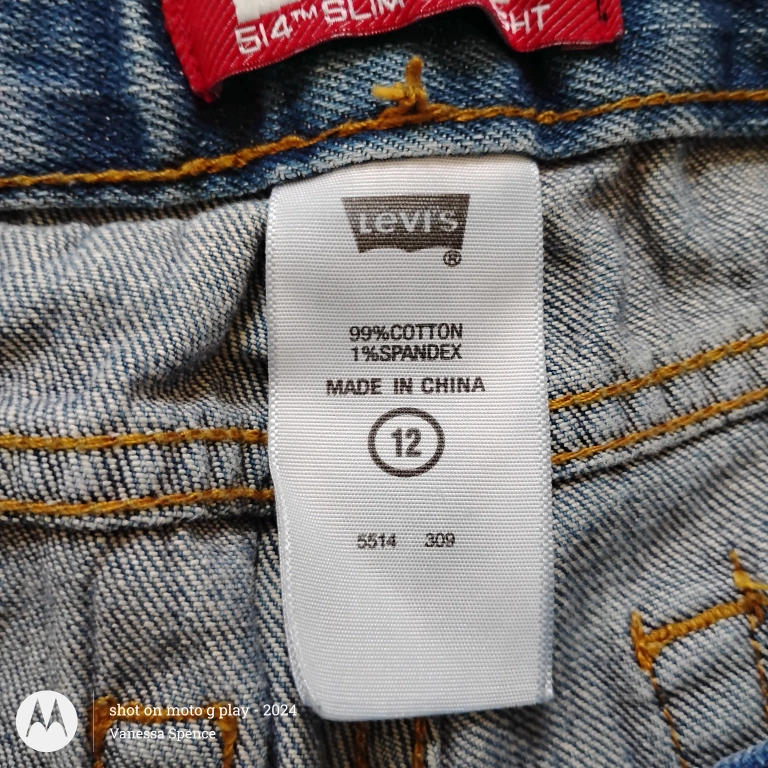 514™ SLIM
LEVI'S
®
99%COTTON
1%SPANDEX
MADE IN CHINA
12
5514 309
shot on moto g play - 2024
Vanessa Spence